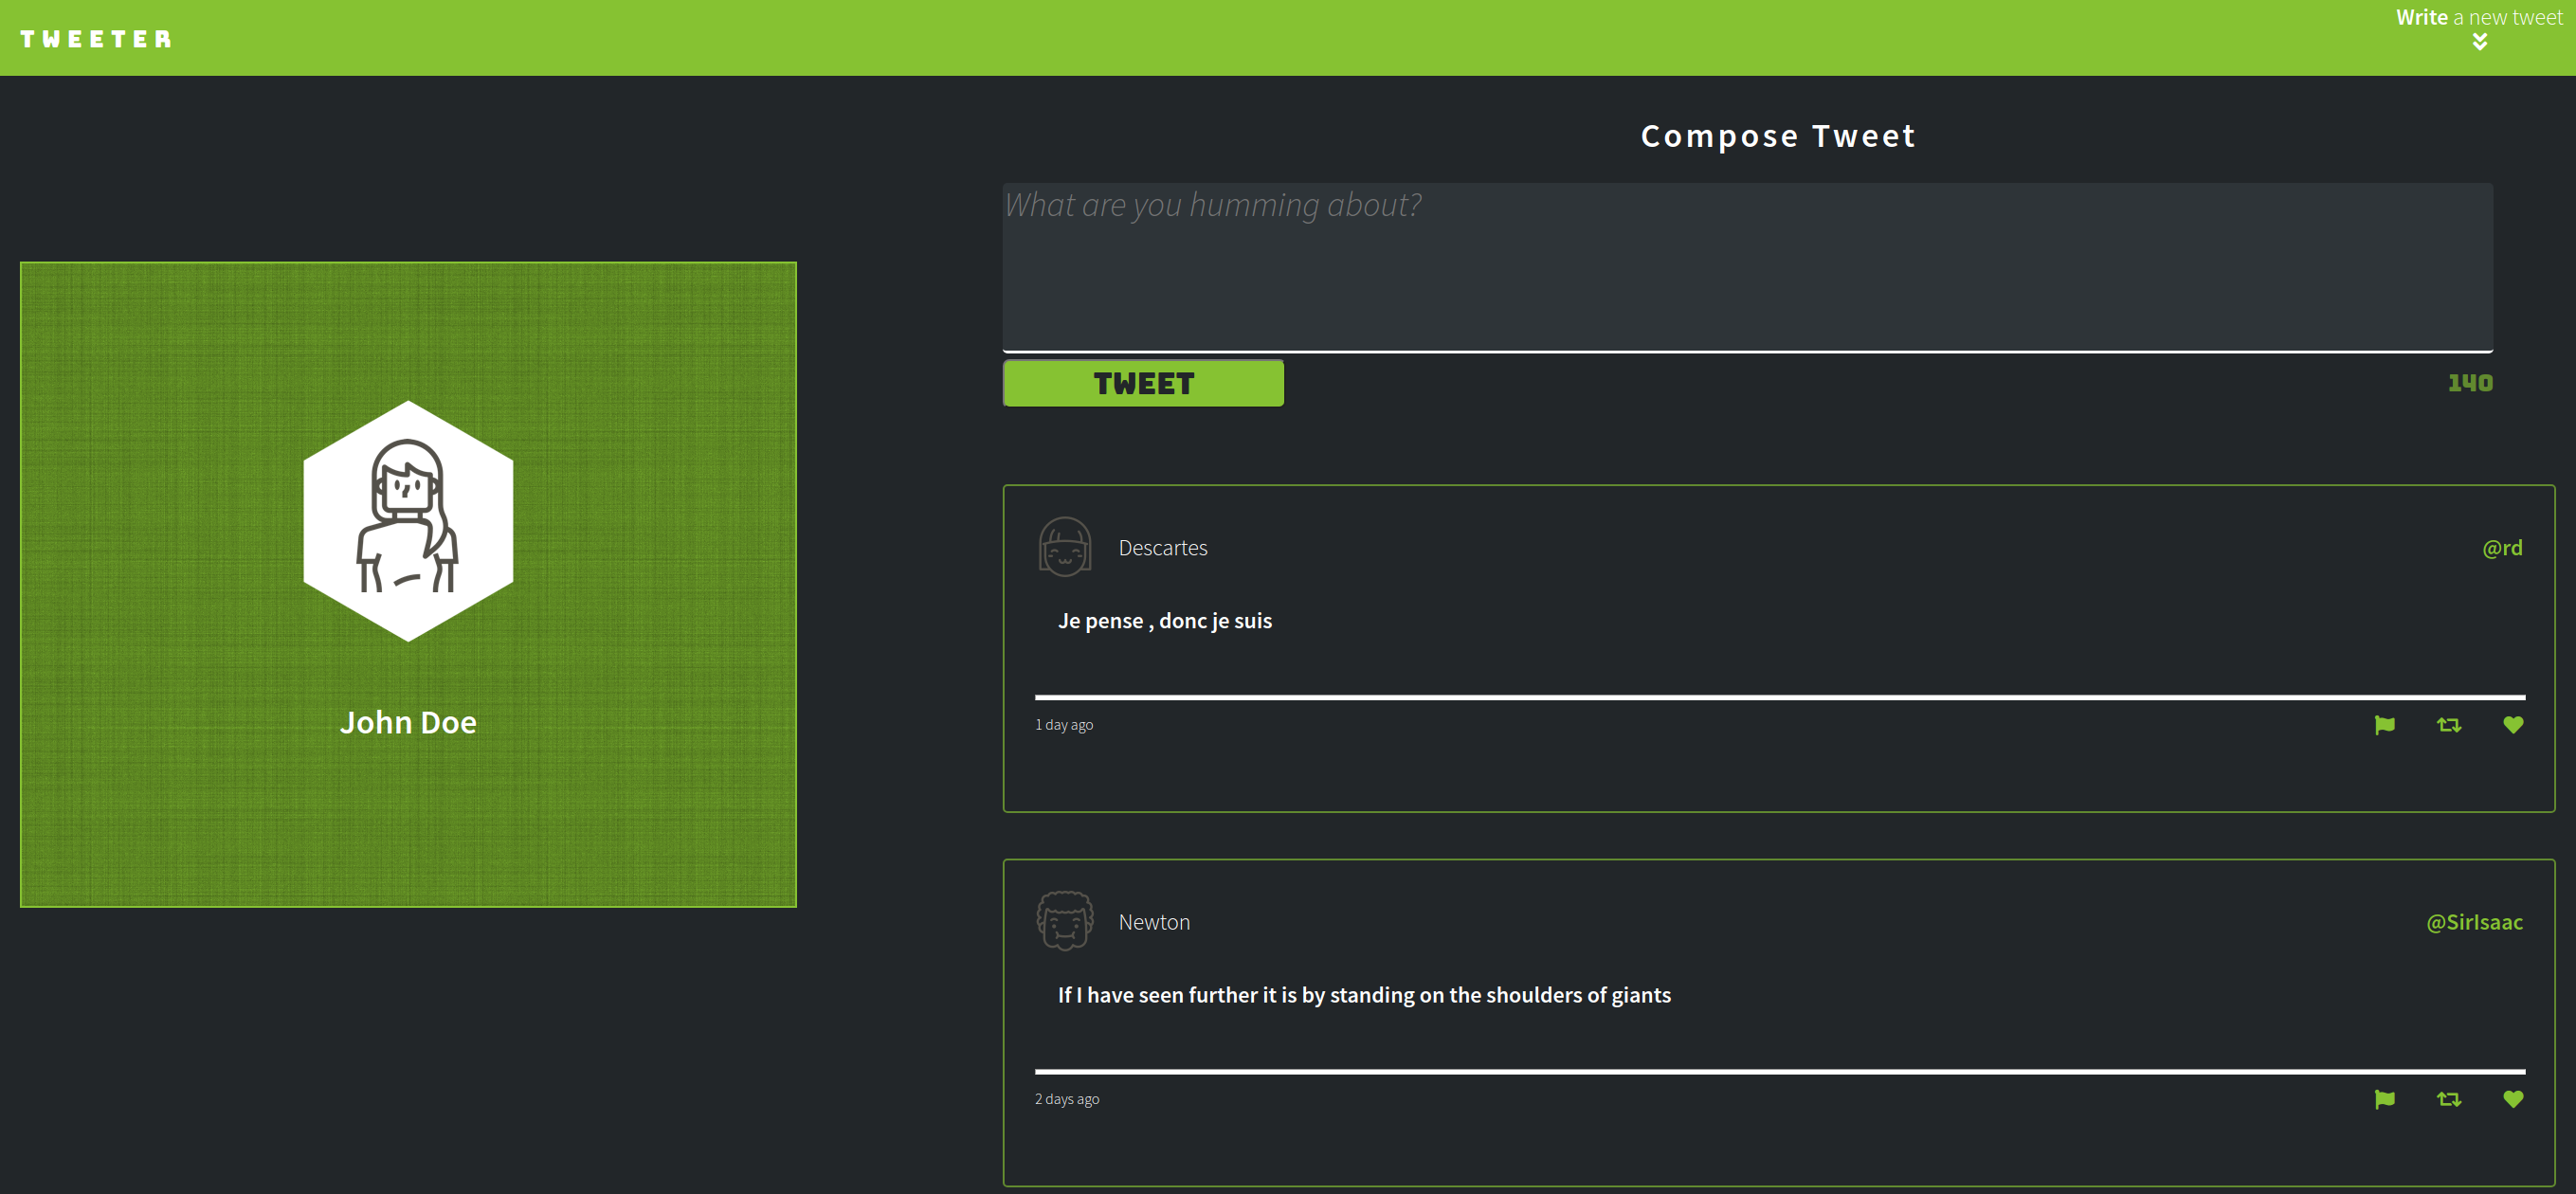 TWEETER
Write a new tweet
Compose Tweet
What are you humming about?
TWEET
140
John Doe
Descartes
@rd
Je pense , donc je suis
1 day ago
Newton
@SirIsaac
If I have seen further it is by standing on the shoulders of giants
2 days ago